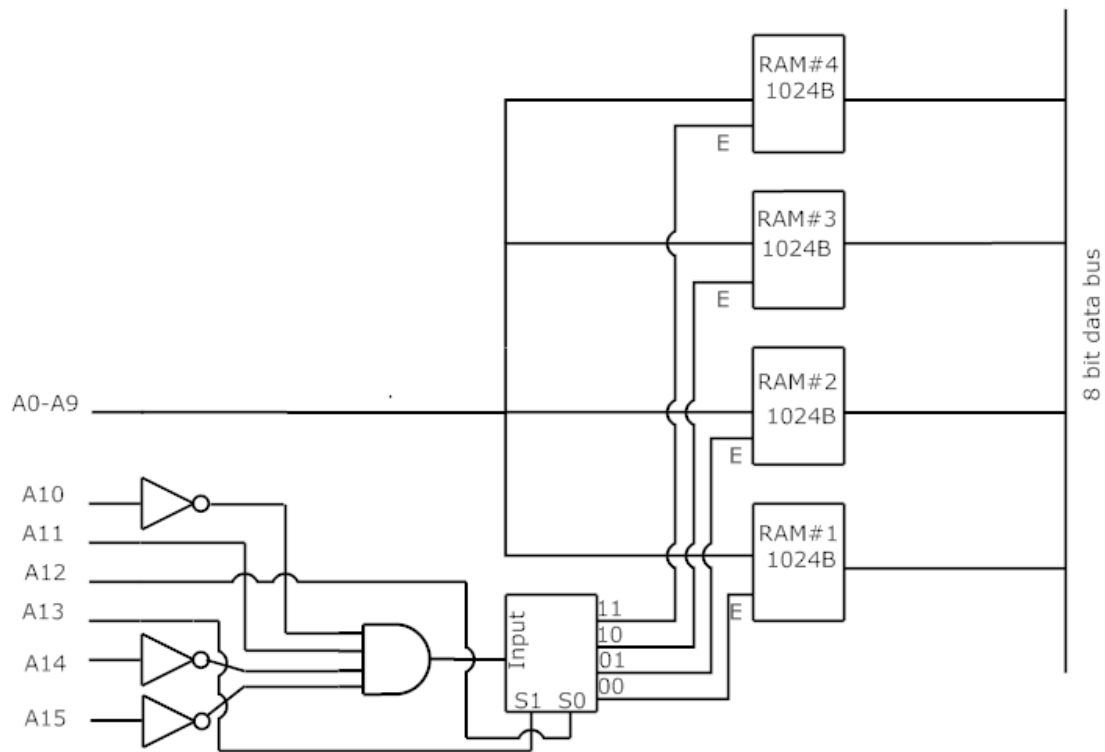 RAM#4
1024B
E
RAM#3
1024B
E
8 bit data bus
RAM#2
1024B
A0-A9
E
A10
RAM#1
A11
1024B
A12
11
E
A13
Input
10
01
A14
00
S1 S0
A15